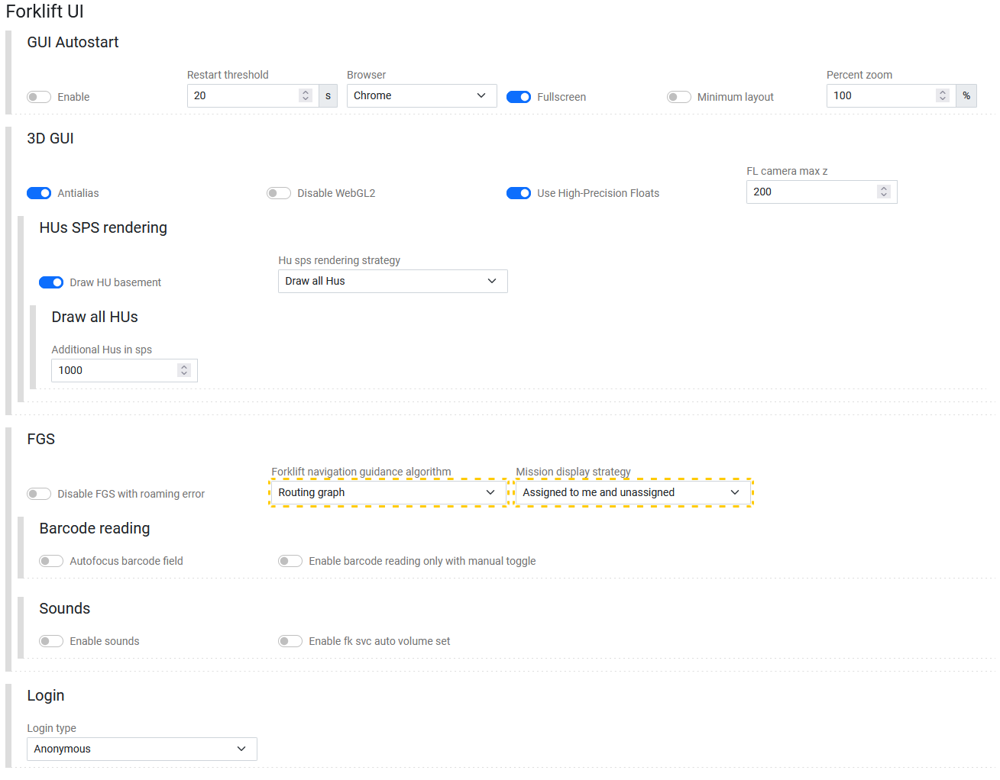 Forklift UI
GUI Autostart
Restart threshold
Browser
Percent zoom
Enable
20
s
Chrome
Fullscreen
Minimum layout
100
%
3D GUI
FL camera max z
Antialias
Disable WebGL2
Use High-Precision Floats
200
HUs SPS rendering
Hu sps rendering strategy
Draw HU basement
Draw all Hus
Draw all HUs
Additional Hus in sps
1000
FGS
Forklift navigation guidance algorithm
Mission display strategy
Disable FGS with roaming error
Routing graph
Assigned to me and unassigned
Barcode reading
Autofocus barcode field
Enable barcode reading only with manual toggle
Sounds
Enable sounds
Enable fk svc auto volume set
Login
Login type
Anonymous